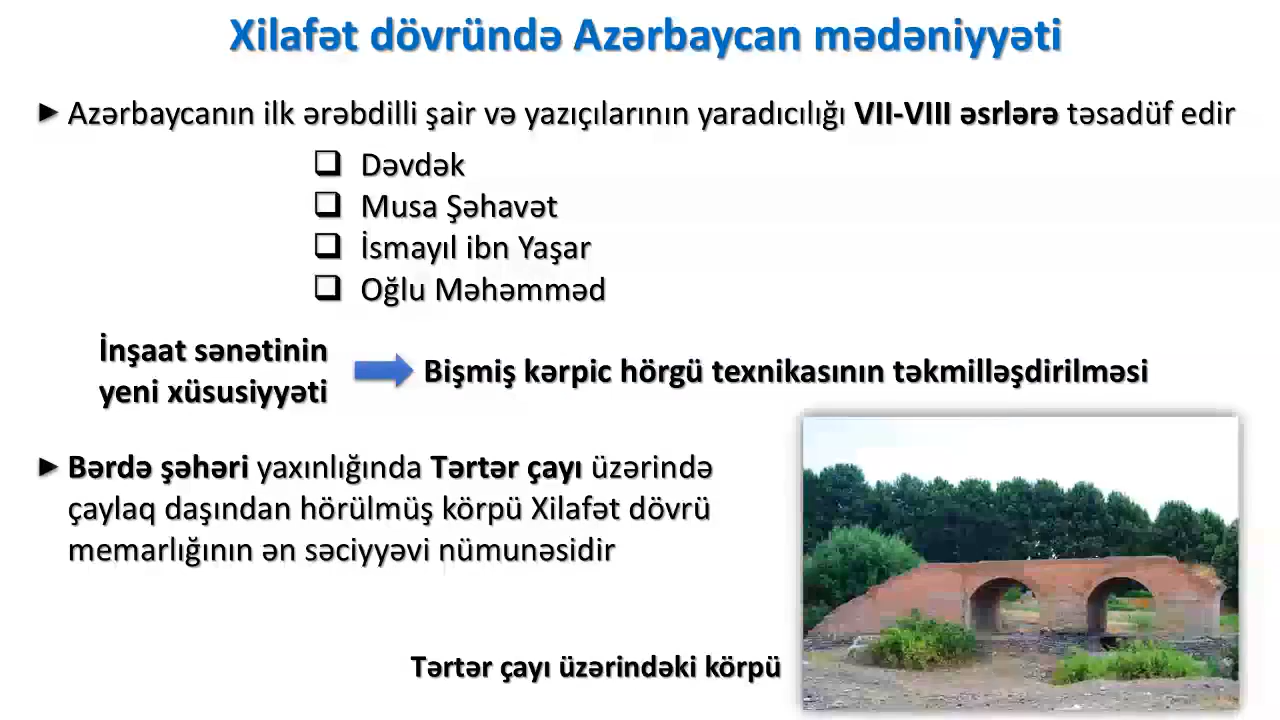 Xilafət dövründə Azərbaycan mədəniyyəti
► Azərbaycanın ilk ərəbdilli şair və yazıçılarının yaradıcılığı VII-VIII əsrlərə təsadüf edir
❑ Dəvdək
❑ Musa Şəhavət
❑ İsmayıl ibn Yaşar
❑ Oğlu Məhəmməd
İnşaat sənətinin
yeni xüsusiyyəti
Bişmiş kərpic hörgü texnikasının təkmilləşdirilməsi
► Bərdə şəhəri yaxınlığında Tərtər çayı üzərində
çaylaq daşından hörülmüş körpü Xilafət dövrü
memarlığının ən səciyyəvi nümunəsidir
Tərtər çayı üzərindəki körpü